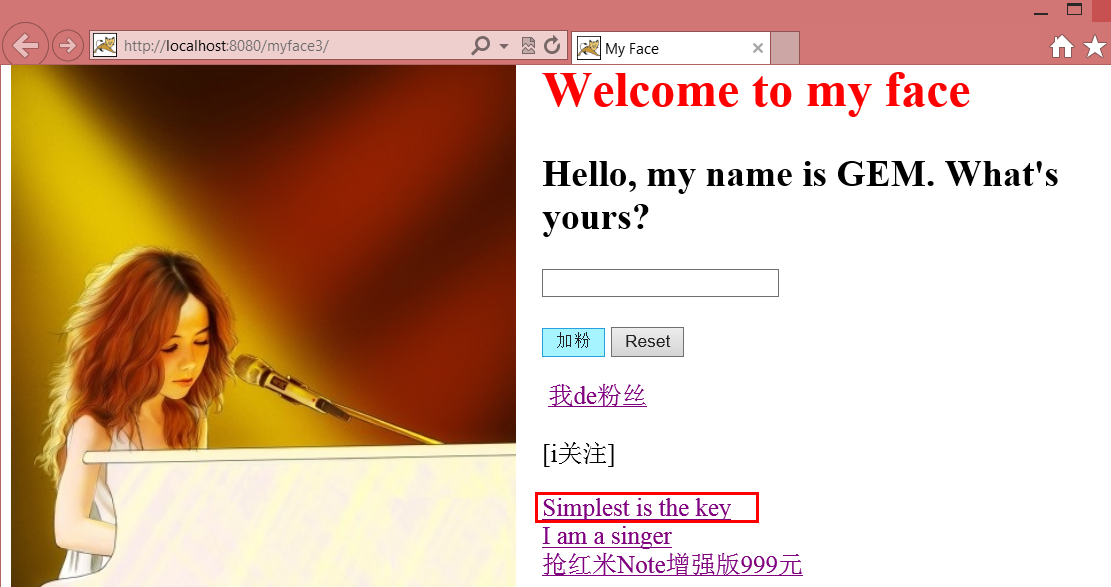 http://localhost:8080/myface3/
My Face
Welcome to my face
Hello, my name is GEM. What's
yours?
加粉 Reset
我de粉丝
[i关注]
Simplest is the key
I am a singer
抢红米Note增强版999元